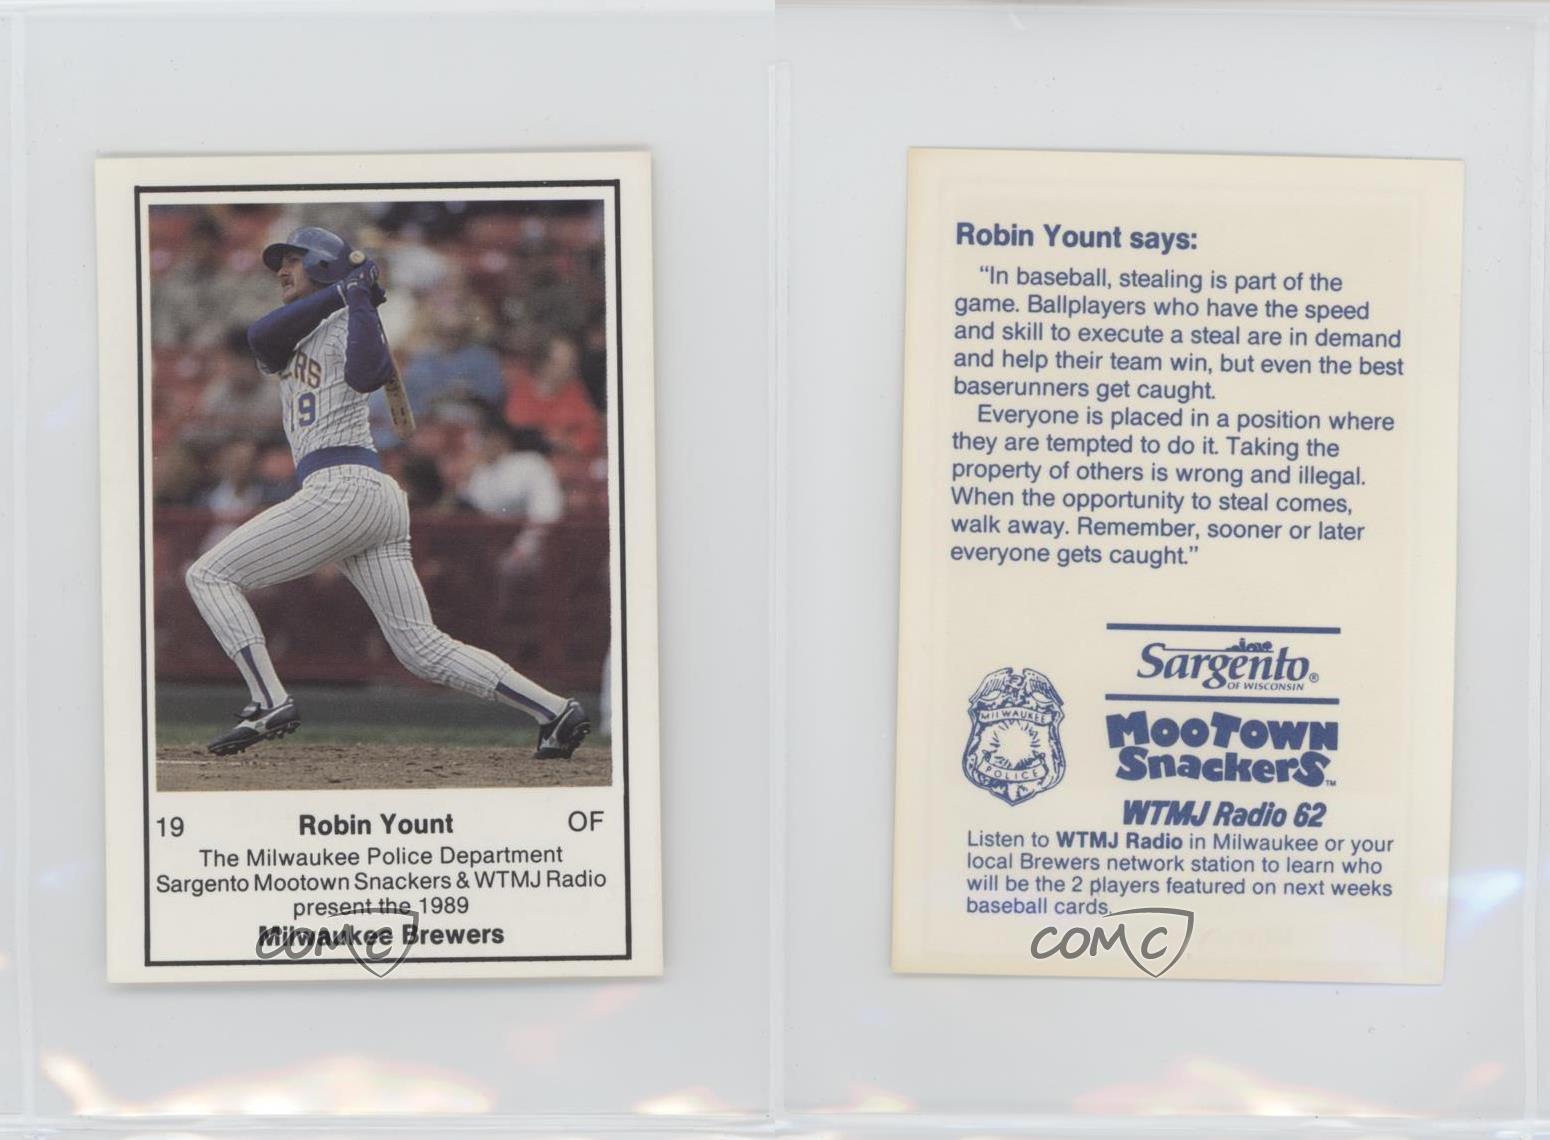 ERS
19
19 Robin Yount OF
The Milwaukee Police Department
Sargento Mootown Snackers & WTMJ Radio
present the 1989
Milwaukee Brewers
COMC
Robin Yount says:
“In baseball, stealing is part of the
game. Ballplayers who have the speed
and skill to execute a steal are in demand
and help their team win, but even the best
baserunners get caught.
Everyone is placed in a position where
they are tempted to do it. Taking the
property of others is wrong and illegal.
When the opportunity to steal comes,
walk away. Remember, sooner or later
everyone gets caught.”
Sargento®
OF WISCONSIN
MILWAUKEE
POLICE
MooTown
Snackers™
WTMJ Radio 62
Listen to WTMJ Radio in Milwaukee or your
local Brewers network station to learn who
will be the 2 players featured on next weeks
baseball cards.
COMC